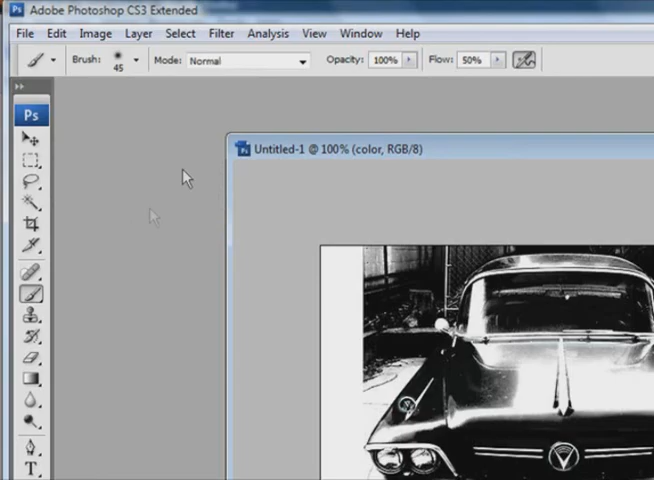 Ps Adobe Photoshop CS3 Extended
File Edit Image Layer Select Filter Analysis View Window Help
Brush: 45 Mode: Normal Opacity: 100% Flow: 50%
Ps
Untitled-1 @ 100% (color, RGB/8)
T